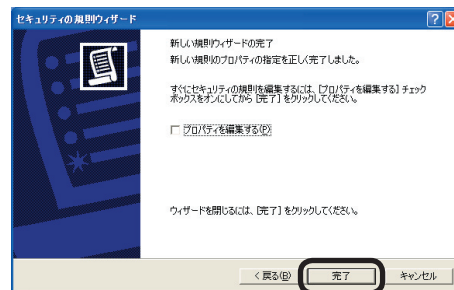 セキュリティの規則ウィザード
新しい規則ウィザードの完了
新しい規則のプロパティの指定を正しく完了しました。
すぐにセキュリティの規則を編集するには、[プロパティを編集する] チェック
ボックスをオンにしてから [完了] をクリックしてください。
プロパティを編集する(P)
ウィザードを閉じるには、[完了] をクリックしてください。
< 戻る(B)
完了
キャンセル